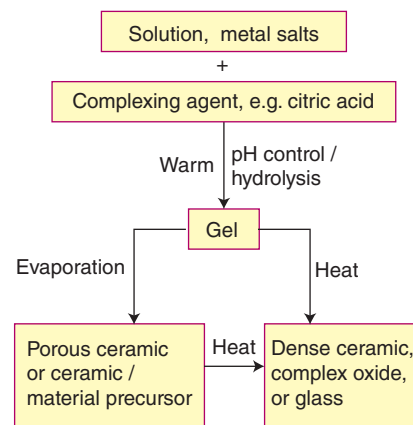 Solution, metal salts
+
Complexing agent, e.g. citric acid
Warm
pH control /
hydrolysis
Gel
Evaporation
Heat
Porous ceramic
or ceramic /
material precursor
Heat
Dense ceramic,
complex oxide,
or glass